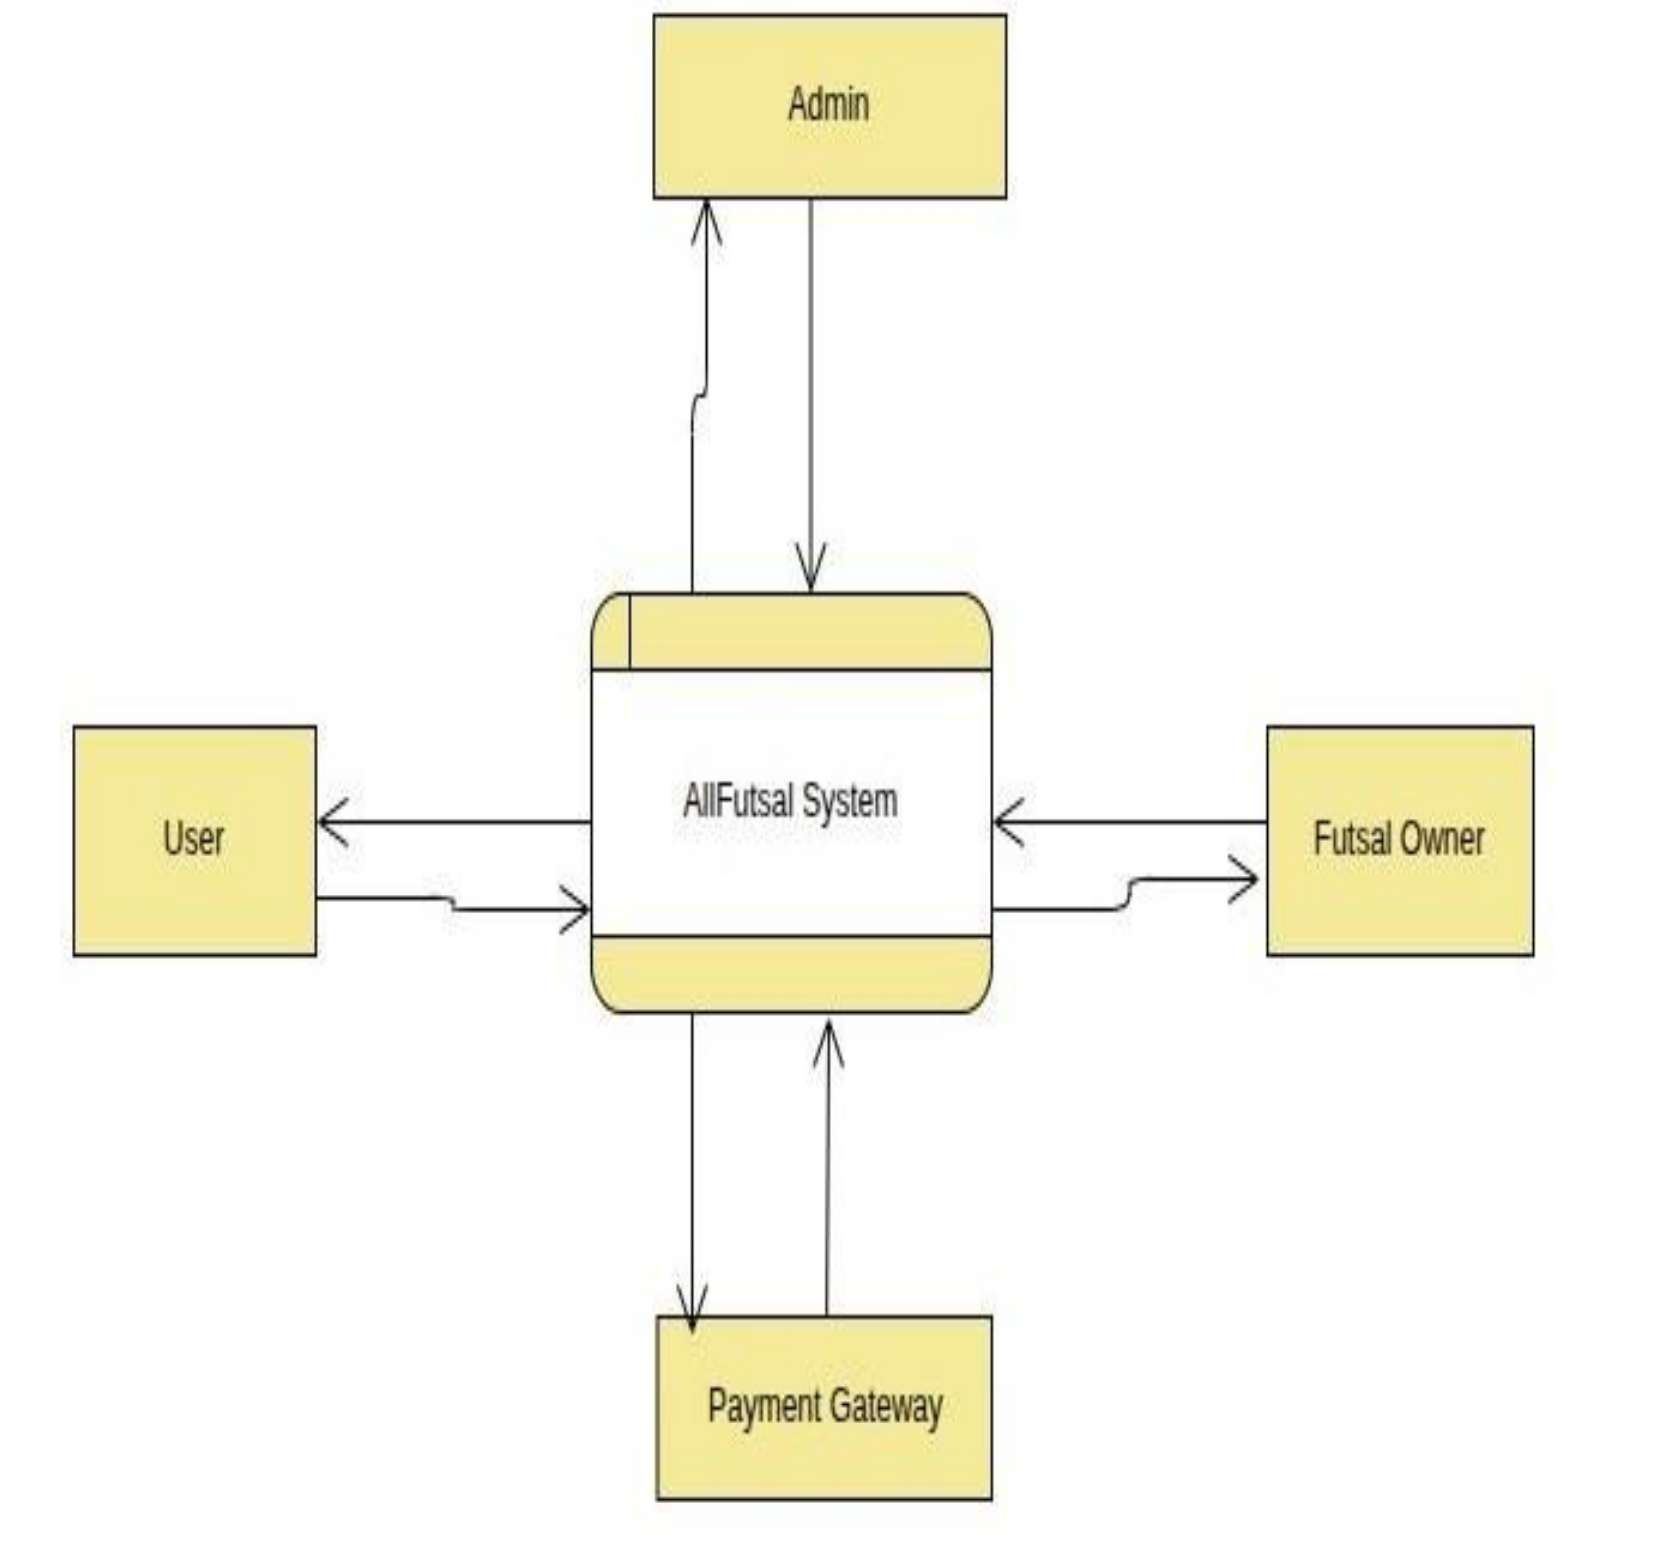 Admin
AllFutsal System
User
Futsal Owner
Payment Gateway